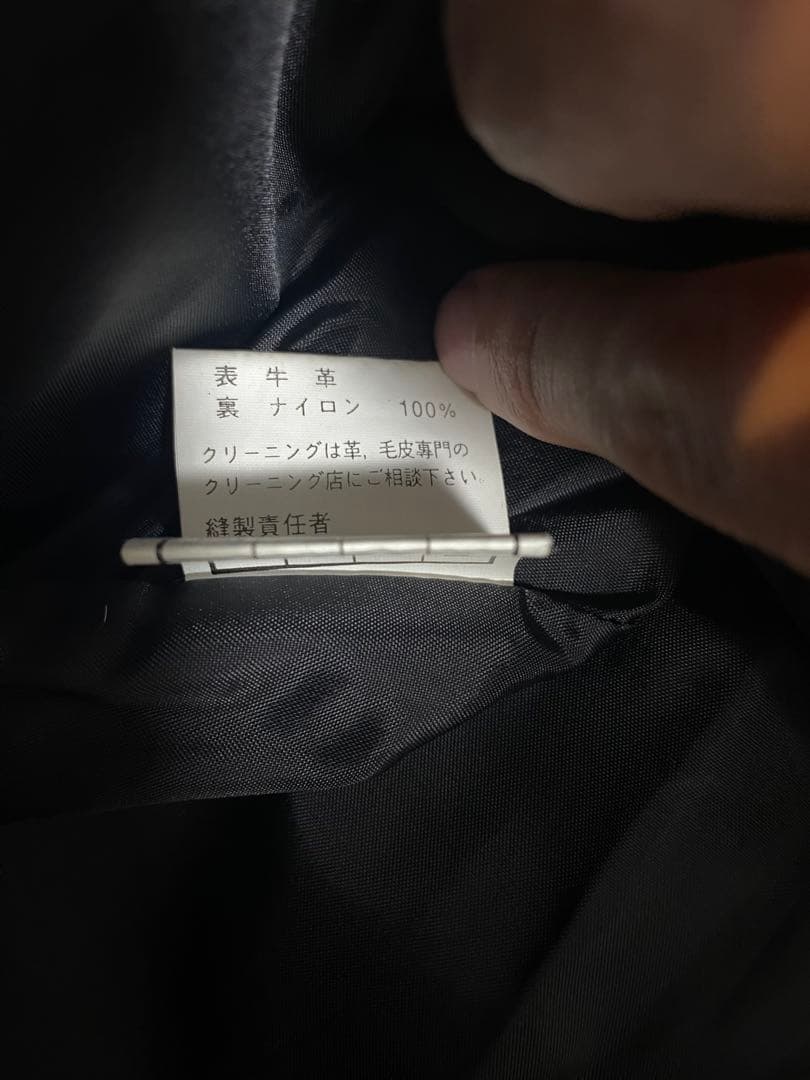 表 牛 革
裏 ナイロン 100%
クリーニングは革，毛皮専門の
クリーニング店にご相談下さい。
縫製責任者